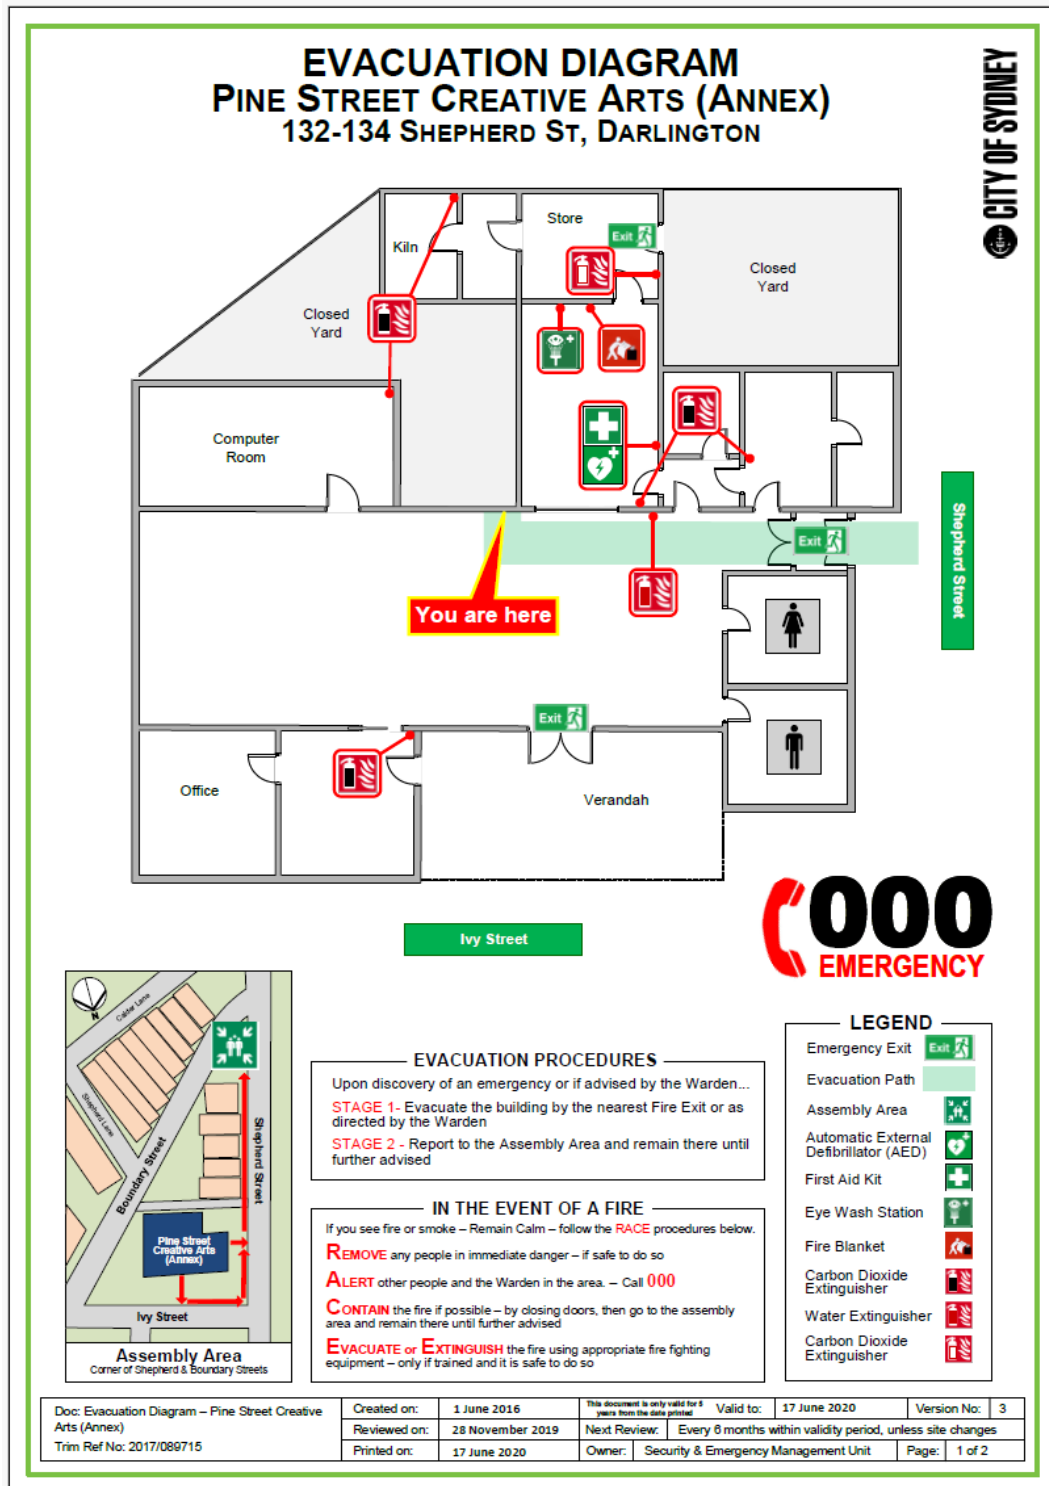 EVACUATION DIAGRAM
PINE STREET CREATIVE ARTS (ANNEX)
132-134 SHEPHERD ST, DARLINGTON
CITY OF SYDNEY
Store
Exit
Kiln
Closed
Yard
Closed
Yard
Computer
Room
Exit
Shepherd Street
You are here
Exit
Office
Verandah
Ivy Street
000
EMERGENCY
N
Calder Lane
Shepherd Lane
Boundary Street
Shepherd Street
Pine Street
Creative Arts
(Annex)
Ivy Street
Assembly Area
Corner of Shepherd & Boundary Streets
EVACUATION PROCEDURES
Upon discovery of an emergency or if advised by the Warden...
STAGE 1- Evacuate the building by the nearest Fire Exit or as
directed by the Warden
STAGE 2 - Report to the Assembly Area and remain there until
further advised
IN THE EVENT OF A FIRE
If you see fire or smoke – Remain Calm – follow the RACE procedures below.
REMOVE any people in immediate danger – if safe to do so
ALERT other people and the Warden in the area. – Call 000
CONTAIN the fire if possible – by closing doors, then go to the assembly
area and remain there until further advised
EVACUATE or EXTINGUISH the fire using appropriate fire fighting
equipment – only if trained and it is safe to do so
LEGEND
Emergency Exit
Exit
Evacuation Path
Assembly Area
Automatic External
Defibrillator (AED)
First Aid Kit
Eye Wash Station
Fire Blanket
Carbon Dioxide
Extinguisher
Water Extinguisher
Carbon Dioxide
Extinguisher
Doc: Evacuation Diagram – Pine Street Creative
Arts (Annex)
Trim Ref No: 2017/089715
Created on: 1 June 2016
This document is only valid for 5
years from the date printed
Valid to: 17 June 2020
Version No: 3
Reviewed on: 28 November 2019
Next Review: Every 6 months within validity period, unless site changes
Printed on: 17 June 2020
Owner: Security & Emergency Management Unit
Page: 1 of 2